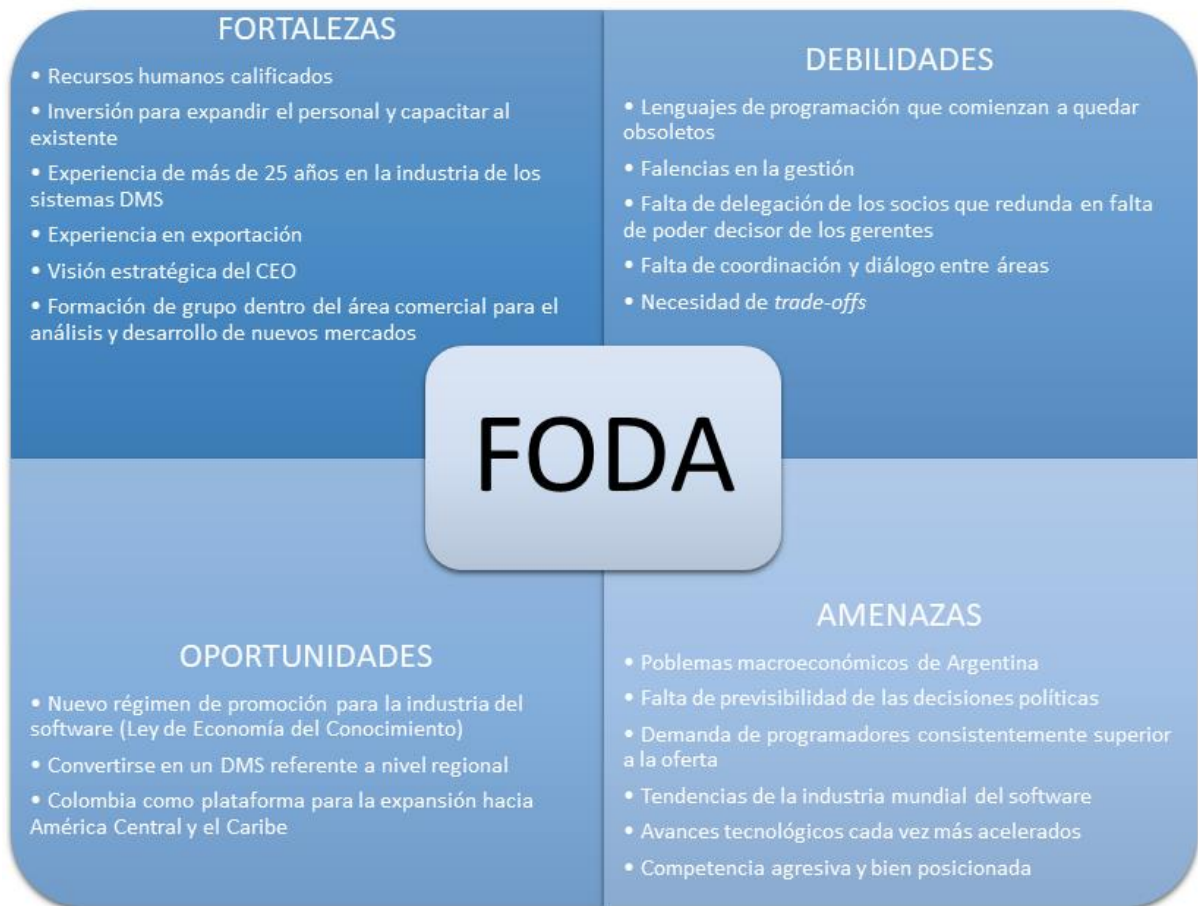 FORTALEZAS
• Recursos humanos calificados
• Inversión para expandir el personal y capacitar al
existente
• Experiencia de más de 25 años en la industria de los
sistemas DMS
• Experiencia en exportación
• Visión estratégica del CEO
• Formación de grupo dentro del área comercial para el
análisis y desarrollo de nuevos mercados
DEBILIDADES
• Lenguajes de programación que comienzan a quedar
obsoletos
• Falencias en la gestión
• Falta de delegación de los socios que redunda en falta
de poder decisor de los gerentes
• Falta de coordinación y diálogo entre áreas
• Necesidad de trade-offs
FODA
OPORTUNIDADES
• Nuevo régimen de promoción para la industria del
software (Ley de Economía del Conocimiento)
• Convertirse en un DMS referente a nivel regional
• Colombia como plataforma para la expansión hacia
América Central y el Caribe
AMENAZAS
• Poblemas macroeconómicos de Argentina
• Falta de previsibilidad de las decisiones políticas
• Demanda de programadores consistentemente superior
a la oferta
• Tendencias de la industria mundial del software
• Avances tecnológicos cada vez más acelerados
• Competencia agresiva y bien posicionada